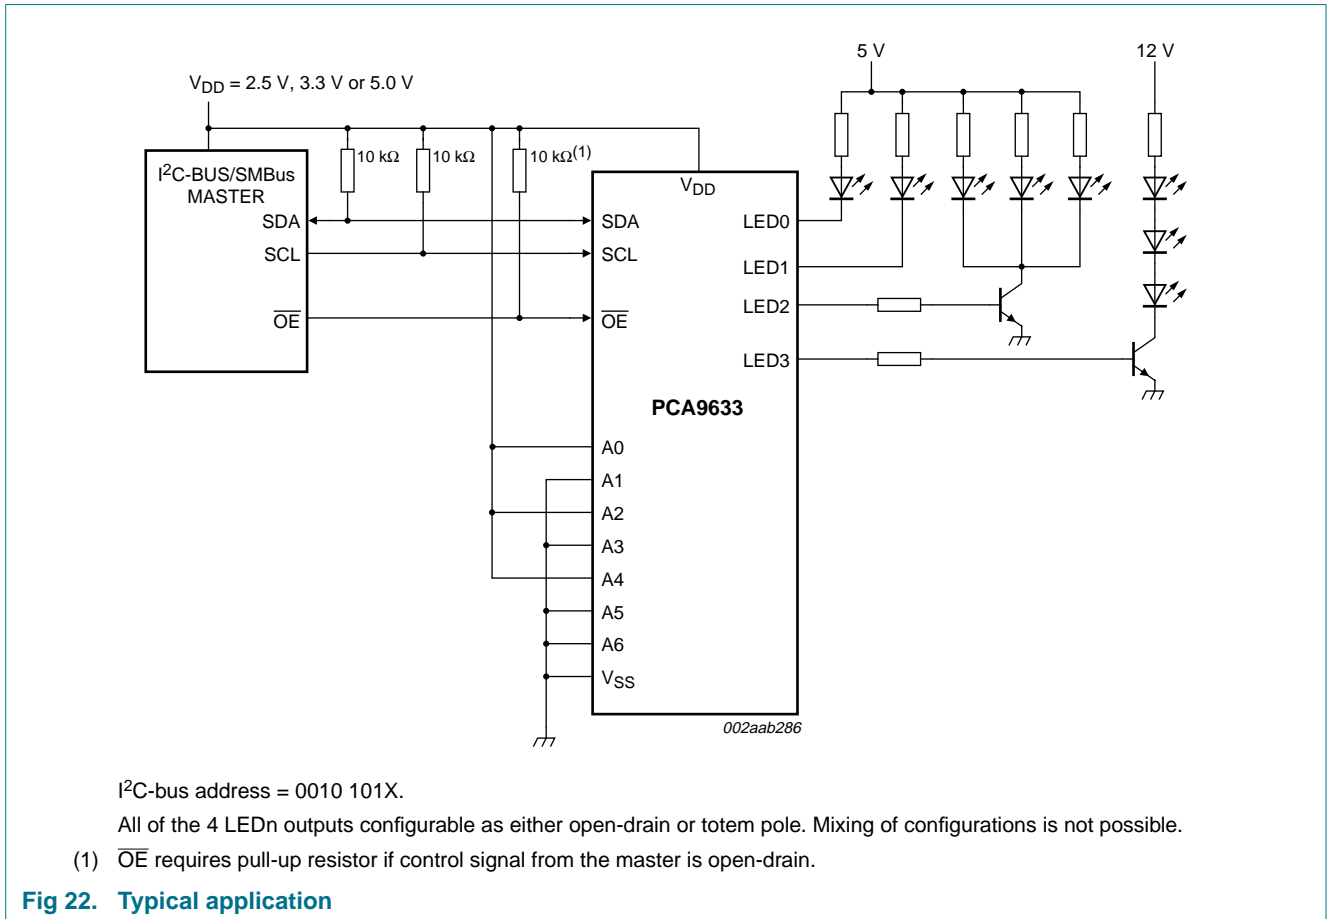 5 V
12 V
VDD = 2.5 V, 3.3 V or 5.0 V
10 kΩ
10 kΩ
10 kΩ(1)
I2C-BUS/SMBus
MASTER
SDA
SCL
OE
VDD
SDA
SCL
OE
LED0
LED1
LED2
LED3
PCA9633
A0
A1
A2
A3
A4
A5
A6
VSS
002aab286
I2C-bus address = 0010 101X.
All of the 4 LEDn outputs configurable as either open-drain or totem pole. Mixing of configurations is not possible.
(1) OE requires pull-up resistor if control signal from the master is open-drain.
Fig 22. Typical application